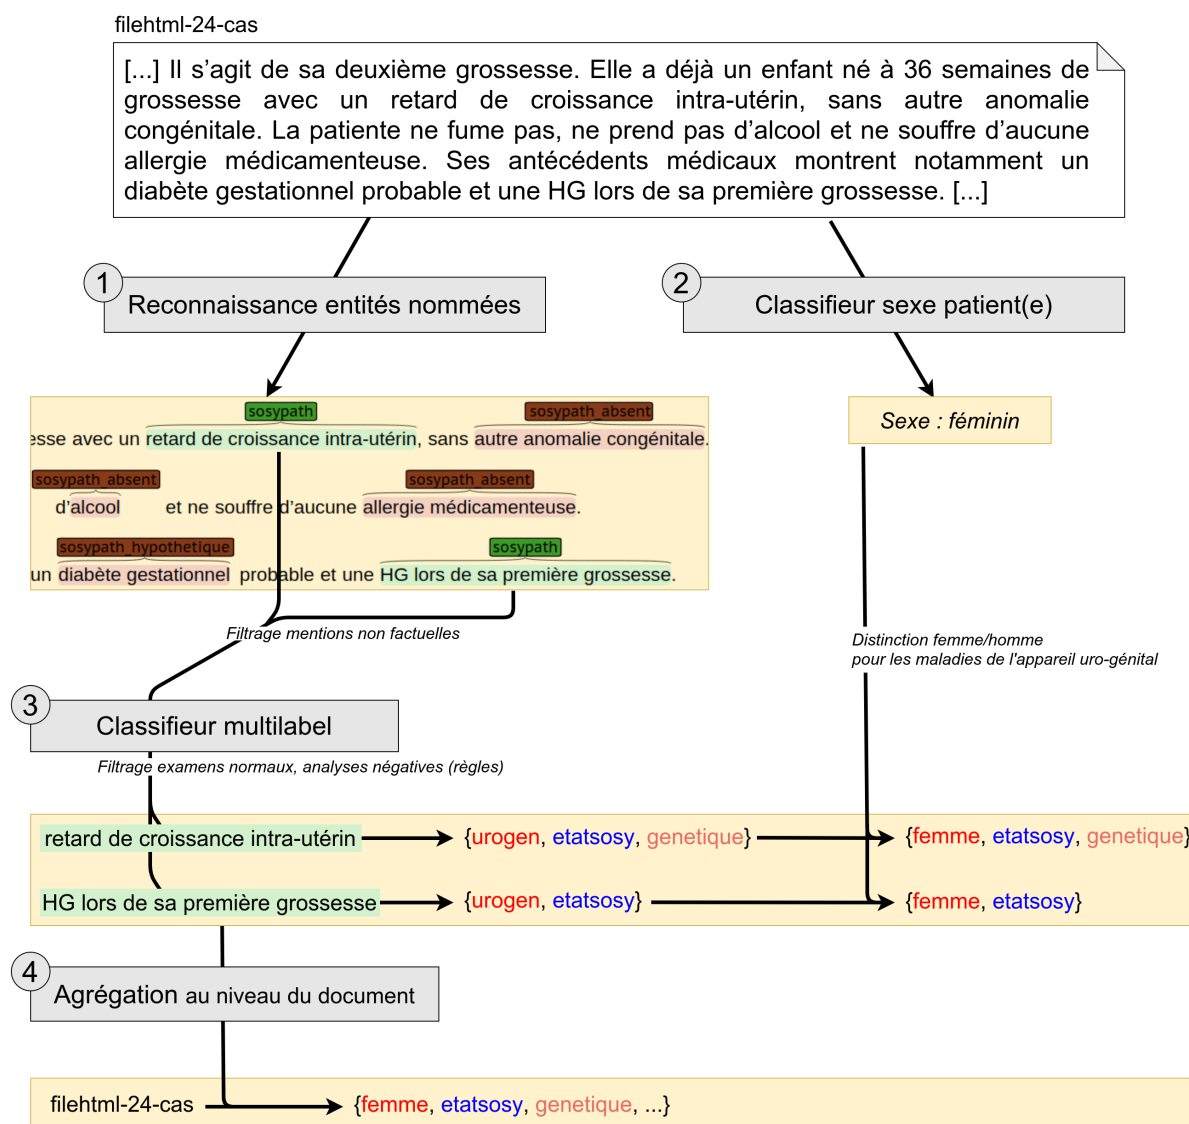 filehtml-24-cas
[...] Il s’agit de sa deuxième grossesse. Elle a déjà un enfant né à 36 semaines de
grossesse avec un retard de croissance intra-utérin, sans autre anomalie
congénitale. La patiente ne fume pas, ne prend pas d’alcool et ne souffre d’aucune
allergie médicamenteuse. Ses antécédents médicaux montrent notamment un
diabète gestationnel probable et une HG lors de sa première grossesse. [...]
1
Reconnaissance entités nommées
2
Classifieur sexe patient(e)
sosypath sosypath_absent
esse avec un retard de croissance intra-utérin, sans autre anomalie congénitale.
sosypath_absent sosypath_absent
d’alcool et ne souffre d’aucune allergie médicamenteuse.
sosypath_hypothetique sosypath
un diabète gestationnel probable et une HG lors de sa première grossesse.
Sexe : féminin
Filtrage mentions non factuelles
Distinction femme/homme
pour les maladies de l'appareil uro-génital
3
Classifieur multilabel
Filtrage examens normaux, analyses négatives (règles)
retard de croissance intra-utérin {urogen, etatsosy, genetique} {femme, etatsosy, genetique}
HG lors de sa première grossesse {urogen, etatsosy} {femme, etatsosy}
4
Agrégation au niveau du document
filehtml-24-cas {femme, etatsosy, genetique, ...}